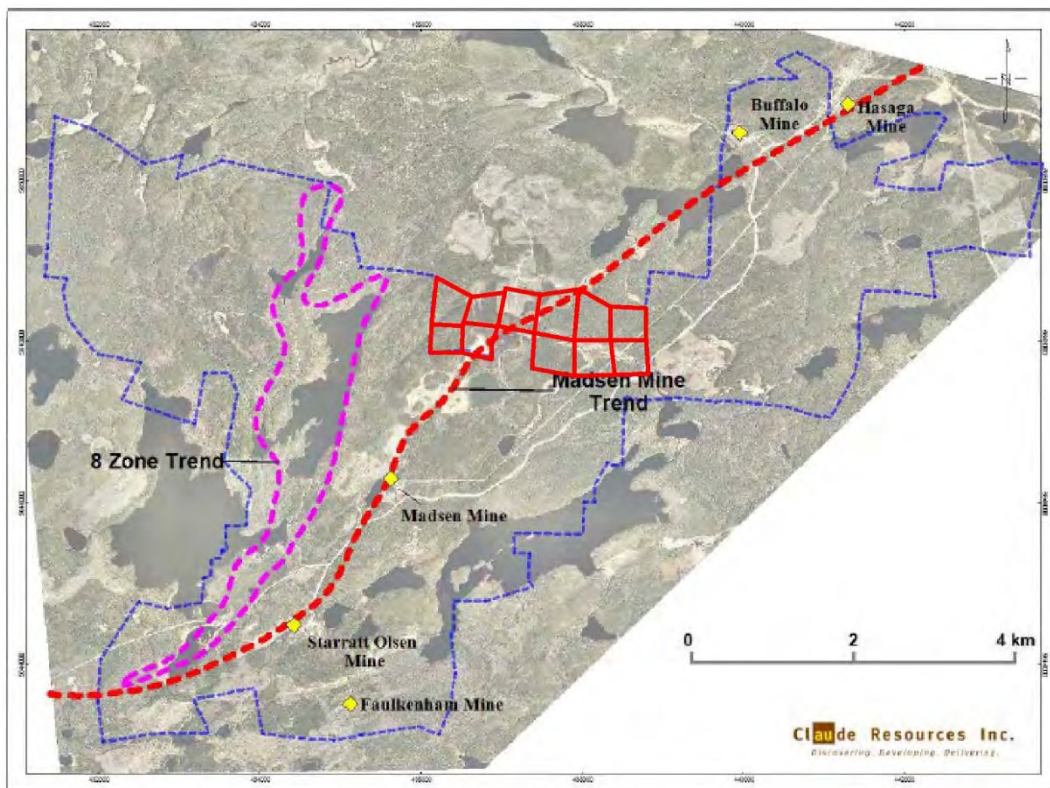 Buffalo
Mine
Hasaga
Mine
Madsen Mine
Trend
8 Zone Trend
Madsen Mine
Starratt Olsen
Mine
Faulkenham Mine
0 2 4 km
Claude Resources Inc.
Discovering. Developing. Delivering.